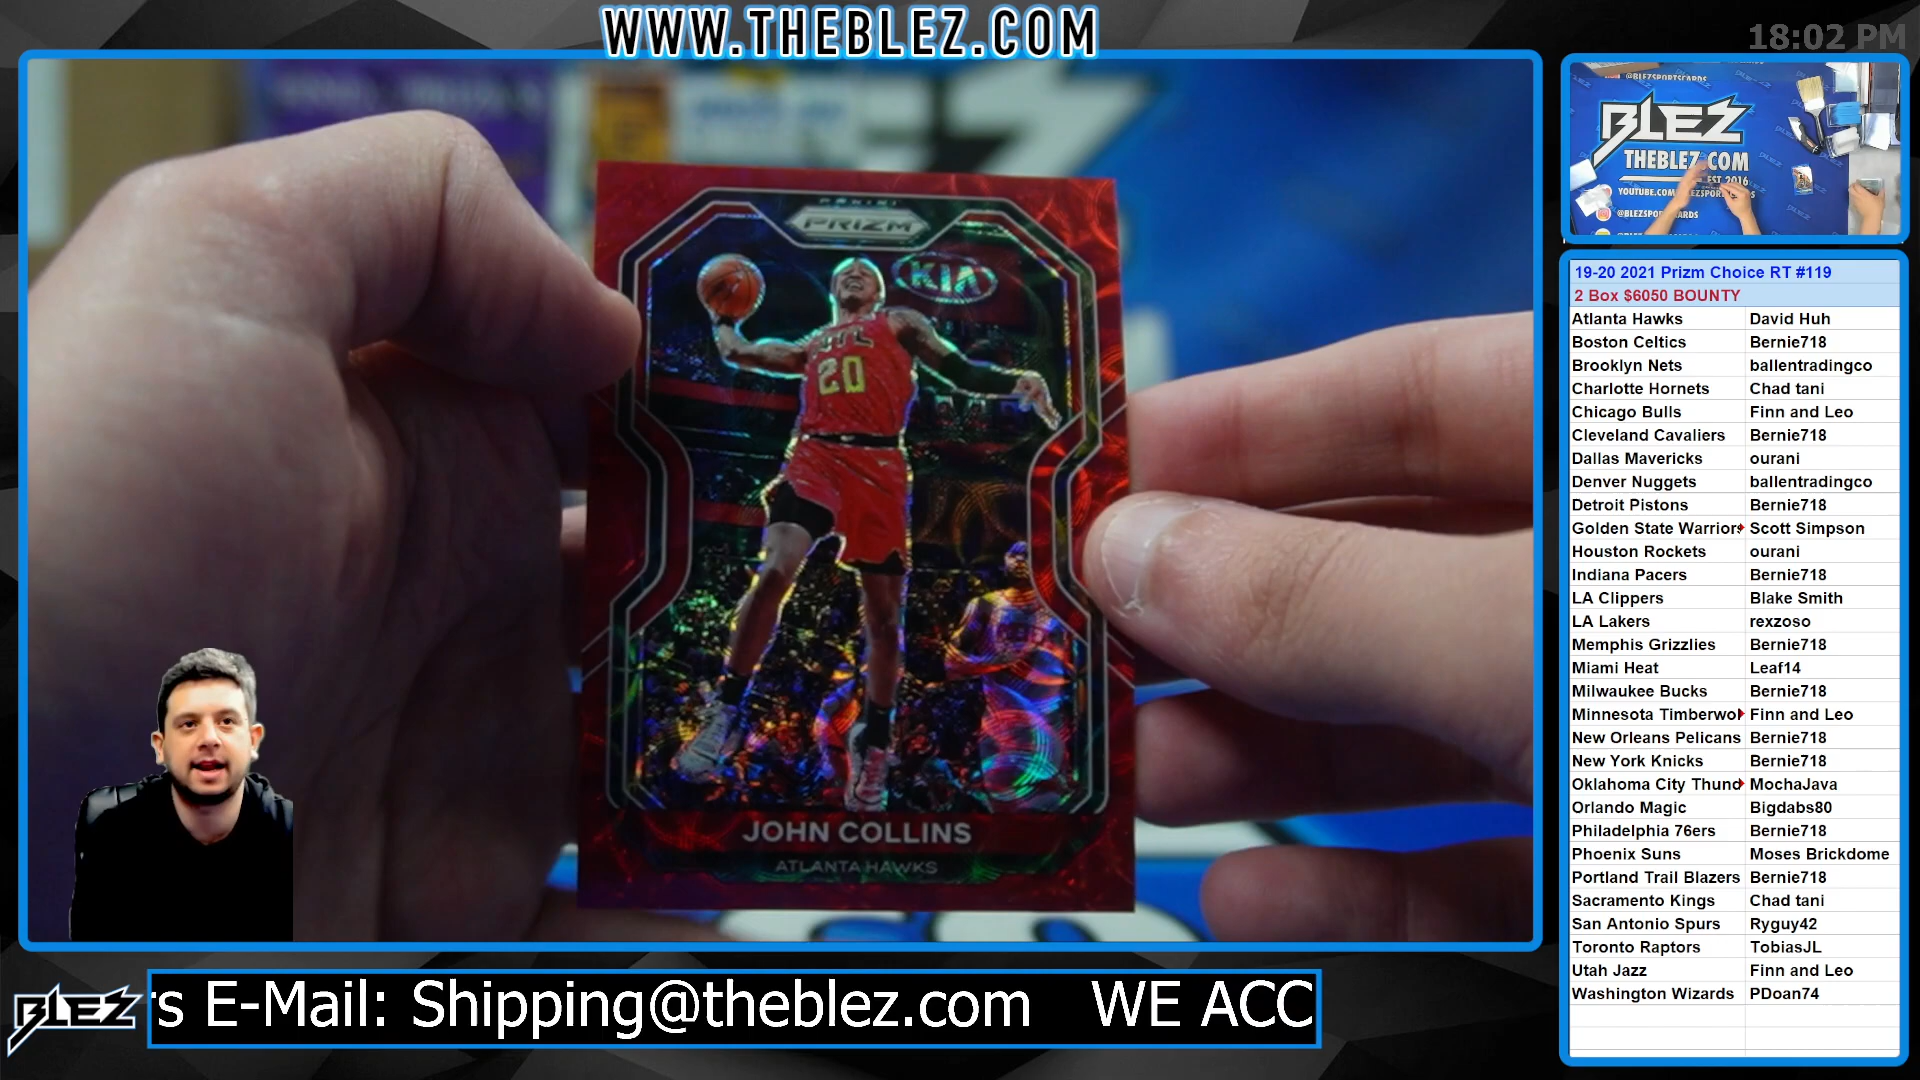 WWW.THEBLEZ.COM
18:02 PM
PANINI
PRIZM
KIA
ATL
20
JOHN COLLINS
ATLANTA HAWKS
@BLEZSPORTSCARDS
BLEZ
THEBLEZ.COM
EST 2016
19-20 2021 Prizm Choice RT #119
2 Box $6050 BOUNTY
Atlanta Hawks David Huh
Boston Celtics Bernie718
Brooklyn Nets ballentradingco
Charlotte Hornets Chad tani
Chicago Bulls Finn and Leo
Cleveland Cavaliers Bernie718
Dallas Mavericks ourani
Denver Nuggets ballentradingco
Detroit Pistons Bernie718
Golden State Warriors Scott Simpson
Houston Rockets ourani
Indiana Pacers Bernie718
LA Clippers Blake Smith
LA Lakers rexzoso
Memphis Grizzlies Bernie718
Miami Heat Leaf14
Milwaukee Bucks Bernie718
Minnesota Timberwol Finn and Leo
New Orleans Pelicans Bernie718
New York Knicks Bernie718
Oklahoma City Thund MochaJava
Orlando Magic Bigdabs80
Philadelphia 76ers Bernie718
Phoenix Suns Moses Brickdome
Portland Trail Blazers Bernie718
Sacramento Kings Chad tani
San Antonio Spurs Ryguy42
Toronto Raptors TobiasJL
Utah Jazz Finn and Leo
Washington Wizards PDoan74
BLEZ
s E-Mail: Shipping@theblez.com WE ACC